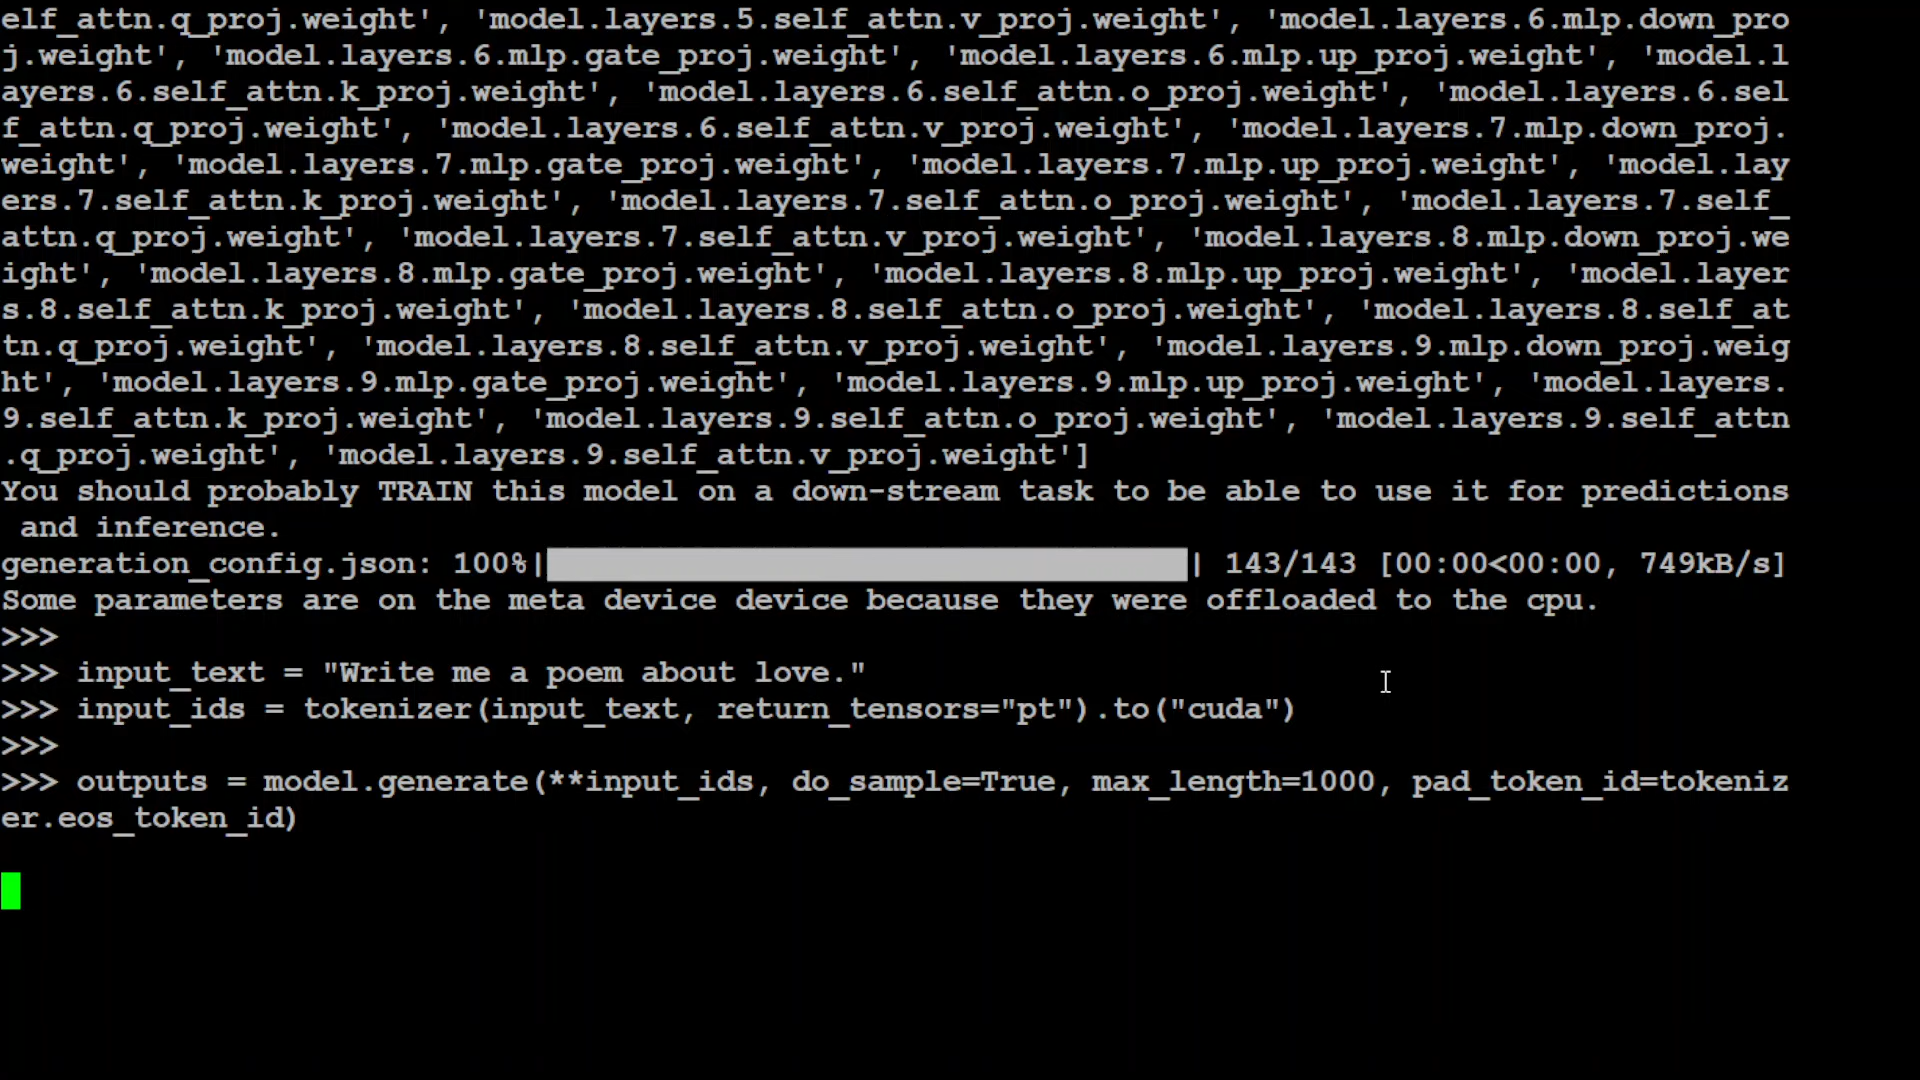 elf_attn.q_proj.weight', 'model.layers.5.self_attn.v_proj.weight', 'model.layers.6.mlp.down_pro
j.weight', 'model.layers.6.mlp.gate_proj.weight', 'model.layers.6.mlp.up_proj.weight', 'model.l
ayers.6.self_attn.k_proj.weight', 'model.layers.6.self_attn.o_proj.weight', 'model.layers.6.sel
f_attn.q_proj.weight', 'model.layers.6.self_attn.v_proj.weight', 'model.layers.7.mlp.down_proj.
weight', 'model.layers.7.mlp.gate_proj.weight', 'model.layers.7.mlp.up_proj.weight', 'model.lay
ers.7.self_attn.k_proj.weight', 'model.layers.7.self_attn.o_proj.weight', 'model.layers.7.self_
attn.q_proj.weight', 'model.layers.7.self_attn.v_proj.weight', 'model.layers.8.mlp.down_proj.we
ight', 'model.layers.8.mlp.gate_proj.weight', 'model.layers.8.mlp.up_proj.weight', 'model.layer
s.8.self_attn.k_proj.weight', 'model.layers.8.self_attn.o_proj.weight', 'model.layers.8.self_at
tn.q_proj.weight', 'model.layers.8.self_attn.v_proj.weight', 'model.layers.9.mlp.down_proj.weig
ht', 'model.layers.9.mlp.gate_proj.weight', 'model.layers.9.mlp.up_proj.weight', 'model.layers.
9.self_attn.k_proj.weight', 'model.layers.9.self_attn.o_proj.weight', 'model.layers.9.self_attn
.q_proj.weight', 'model.layers.9.self_attn.v_proj.weight']
You should probably TRAIN this model on a down-stream task to be able to use it for predictions
 and inference.
generation_config.json: 100%|          | 143/143 [00:00<00:00, 749kB/s]
Some parameters are on the meta device device because they were offloaded to the cpu.
>>>
>>> input_text = "Write me a poem about love."
>>> input_ids = tokenizer(input_text, return_tensors="pt").to("cuda")
>>>
>>> outputs = model.generate(**input_ids, do_sample=True, max_length=1000, pad_token_id=tokeniz
er.eos_token_id)